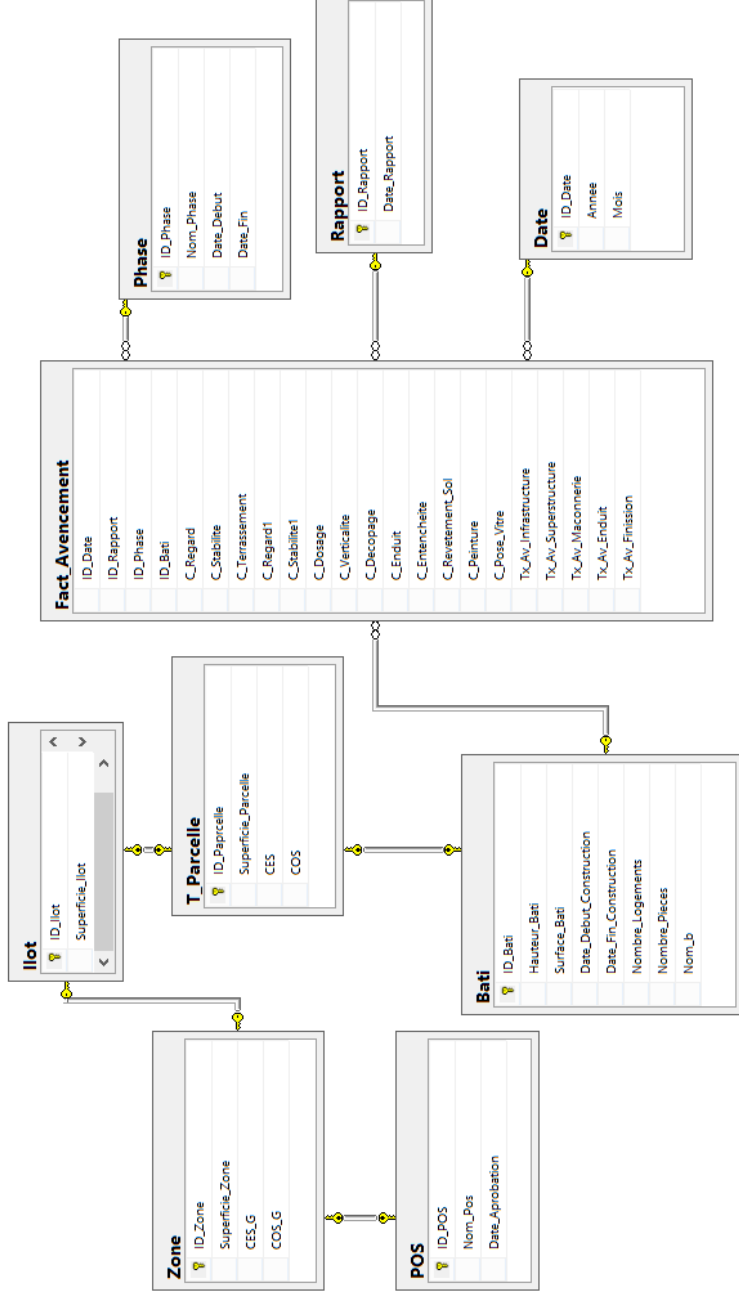 Ilot
ID_Ilot
Superficie_Ilot
Zone
ID_Zone
Superficie_Zone
CES_G
COS_G
POS
ID_POS
Nom_Pos
Date_Aprobation
T_Parcelle
ID_Paprcelle
Superficie_Parcelle
CES
COS
Bati
ID_Bati
Hauteur_Bati
Surface_Bati
Date_Debut_Construction
Date_Fin_Construction
Nombre_Logements
Nombre_Pieces
Nom_b
Fact_Avencement
ID_Date
ID_Rapport
ID_Phase
ID_Bati
C_Regard
C_Stabilite
C_Terrassement
C_Regard1
C_Stabilite1
C_Dosage
C_Verticalite
C_Decopage
C_Enduit
C_Entencheite
C_Revetement_Sol
C_Peinture
C_Pose_Vitre
Tx_Av_Infrastructure
Tx_Av_Superstructure
Tx_Av_Maconnerie
Tx_Av_Enduit
Tx_Av_Finission
Phase
ID_Phase
Nom_Phase
Date_Debut
Date_Fin
Rapport
ID_Rapport
Date_Rapport
Date
ID_Date
Annee
Mois